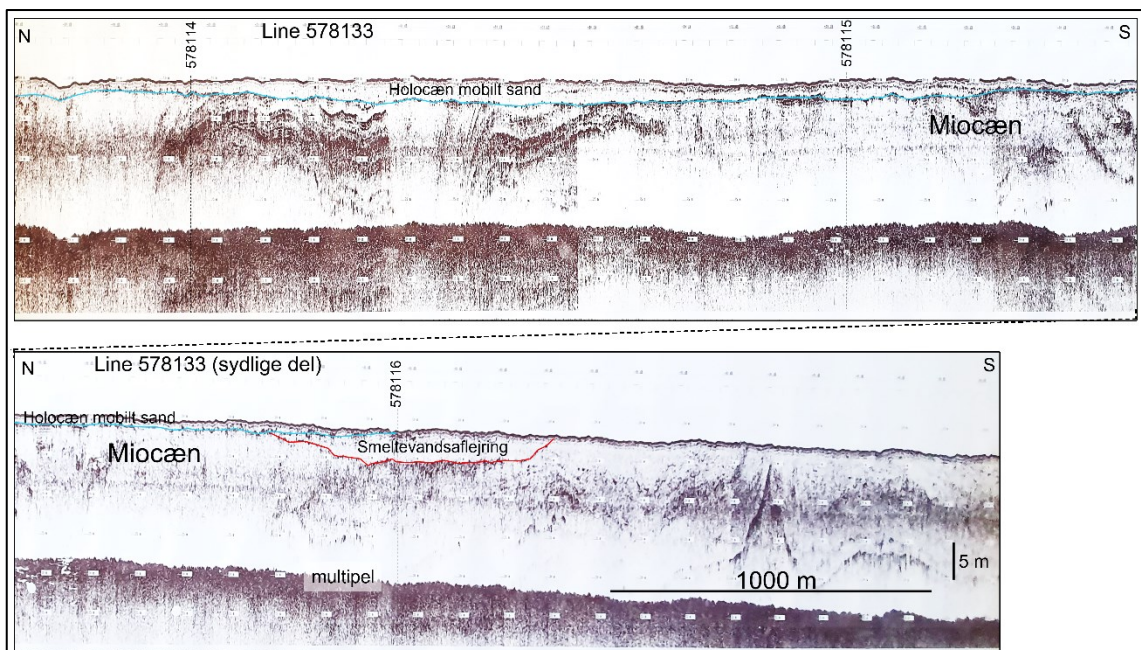 N
Line 578133
578114
578115
S
Holocæn mobilt sand
Miocæn
N
Line 578133 (sydlige del)
578116
S
Holocæn mobilt sand
Miocæn
Smeltevandsaflejring
multipel
1000 m
5 m